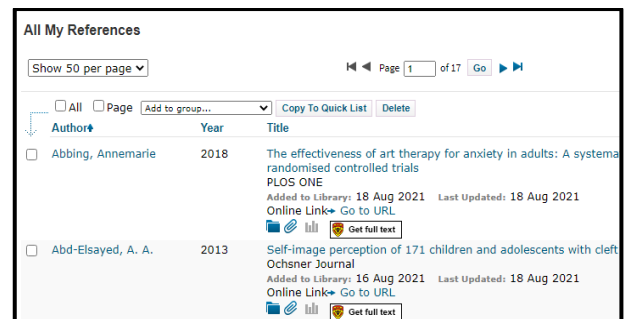 All My References
Show 50 per page Page 1 of 17 Go
All Page Add to group... Copy To Quick List Delete
Author Year Title
Abbing, Annemarie 2018 The effectiveness of art therapy for anxiety in adults: A systema
randomised controlled trials
PLOS ONE
Added to Library: 18 Aug 2021 Last Updated: 18 Aug 2021
Online Link Go to URL
Get full text
Abd-Elsayed, A. A. 2013 Self-image perception of 171 children and adolescents with cleft
Ochsner Journal
Added to Library: 16 Aug 2021 Last Updated: 18 Aug 2021
Online Link Go to URL
Get full text